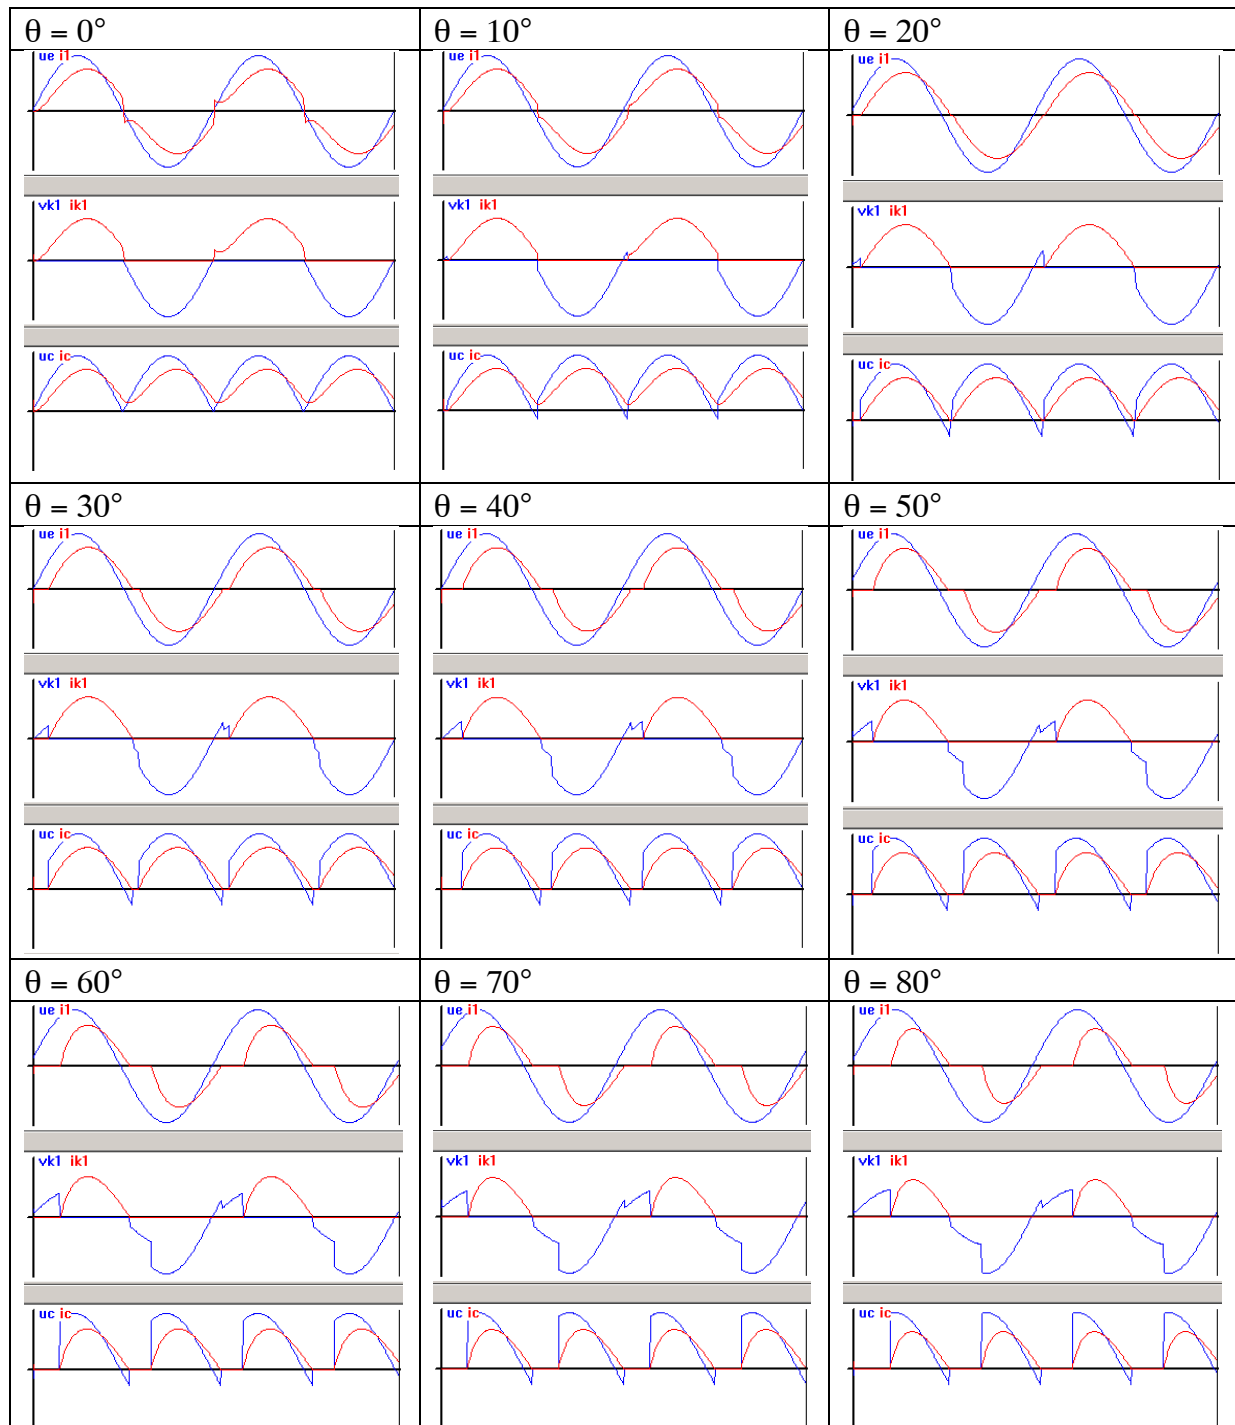 θ = 0°
θ = 10°
θ = 20°
ue i1
ue i1
ue i1
vk1 ik1
vk1 ik1
vk1 ik1
uc ic
uc ic
uc ic
θ = 30°
θ = 40°
θ = 50°
ue i1
ue i1
ue i1
vk1 ik1
vk1 ik1
vk1 ik1
uc ic
uc ic
uc ic
θ = 60°
θ = 70°
θ = 80°
ue i1
ue i1
ue i1
vk1 ik1
vk1 ik1
vk1 ik1
uc ic
uc ic
uc ic